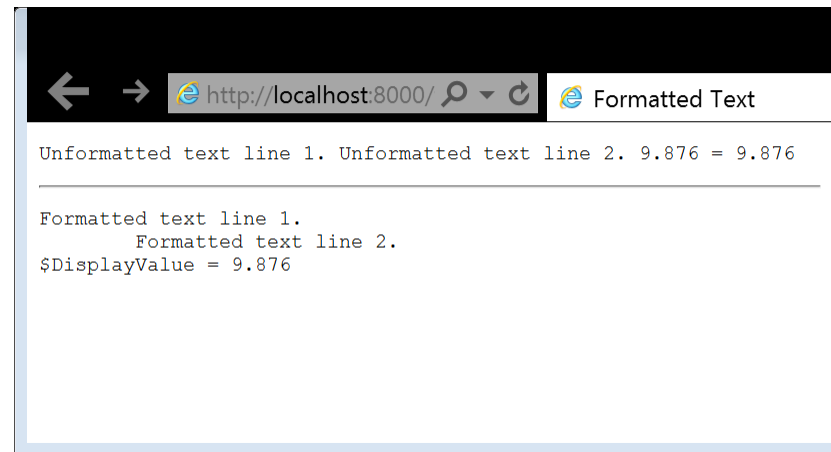 http://localhost:8000/
Formatted Text
Unformatted text line 1. Unformatted text line 2. 9.876 = 9.876
Formatted text line 1.
        Formatted text line 2.
$DisplayValue = 9.876